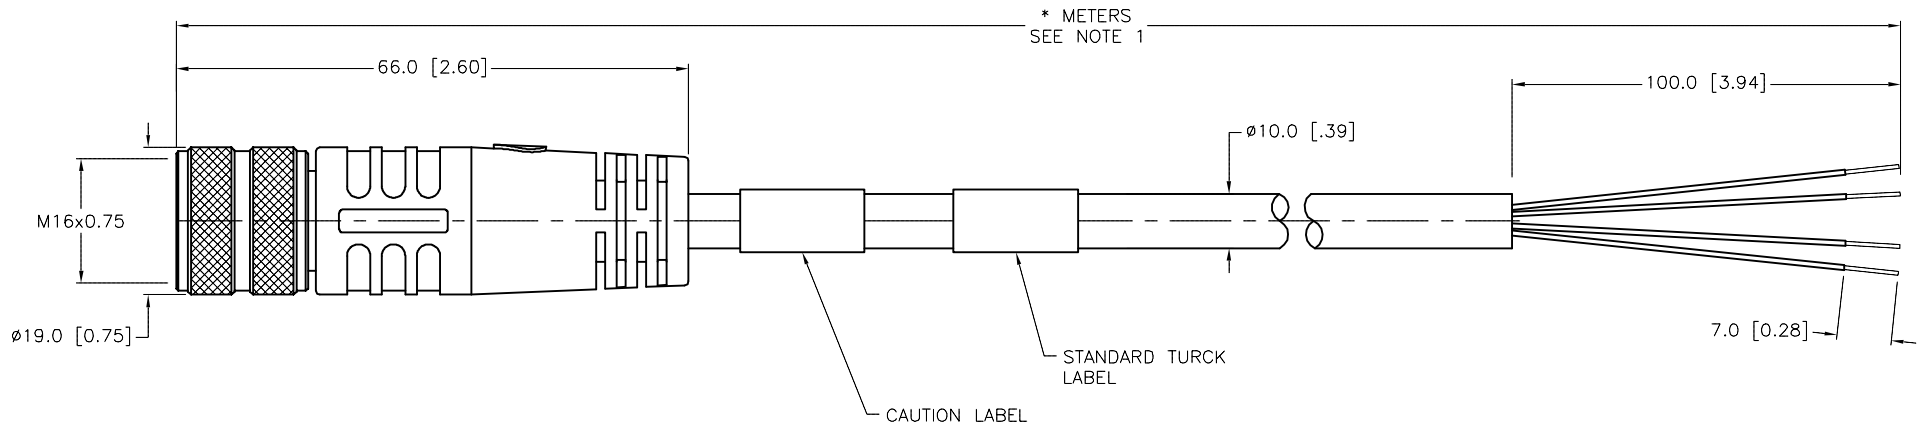 * METERS
SEE NOTE 1
66.0 [2.60]
100.0 [3.94]
ø10.0 [.39]
M16x0.75
ø19.0 [0.75]
7.0 [0.28]
STANDARD TURCK
LABEL
CAUTION LABEL